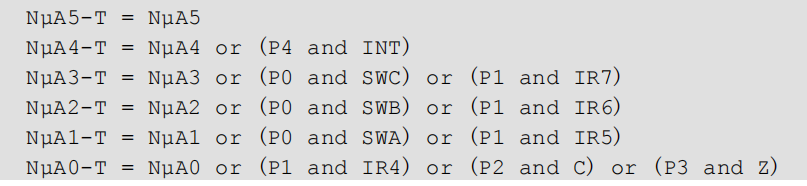 NµA5-T = NµA5
NµA4-T = NµA4 or (P4 and INT)
NµA3-T = NµA3 or (P0 and SWC) or (P1 and IR7)
NµA2-T = NµA2 or (P0 and SWB) or (P1 and IR6)
NµA1-T = NµA1 or (P0 and SWA) or (P1 and IR5)
NµA0-T = NµA0 or (P1 and IR4) or (P2 and C) or (P3 and Z)